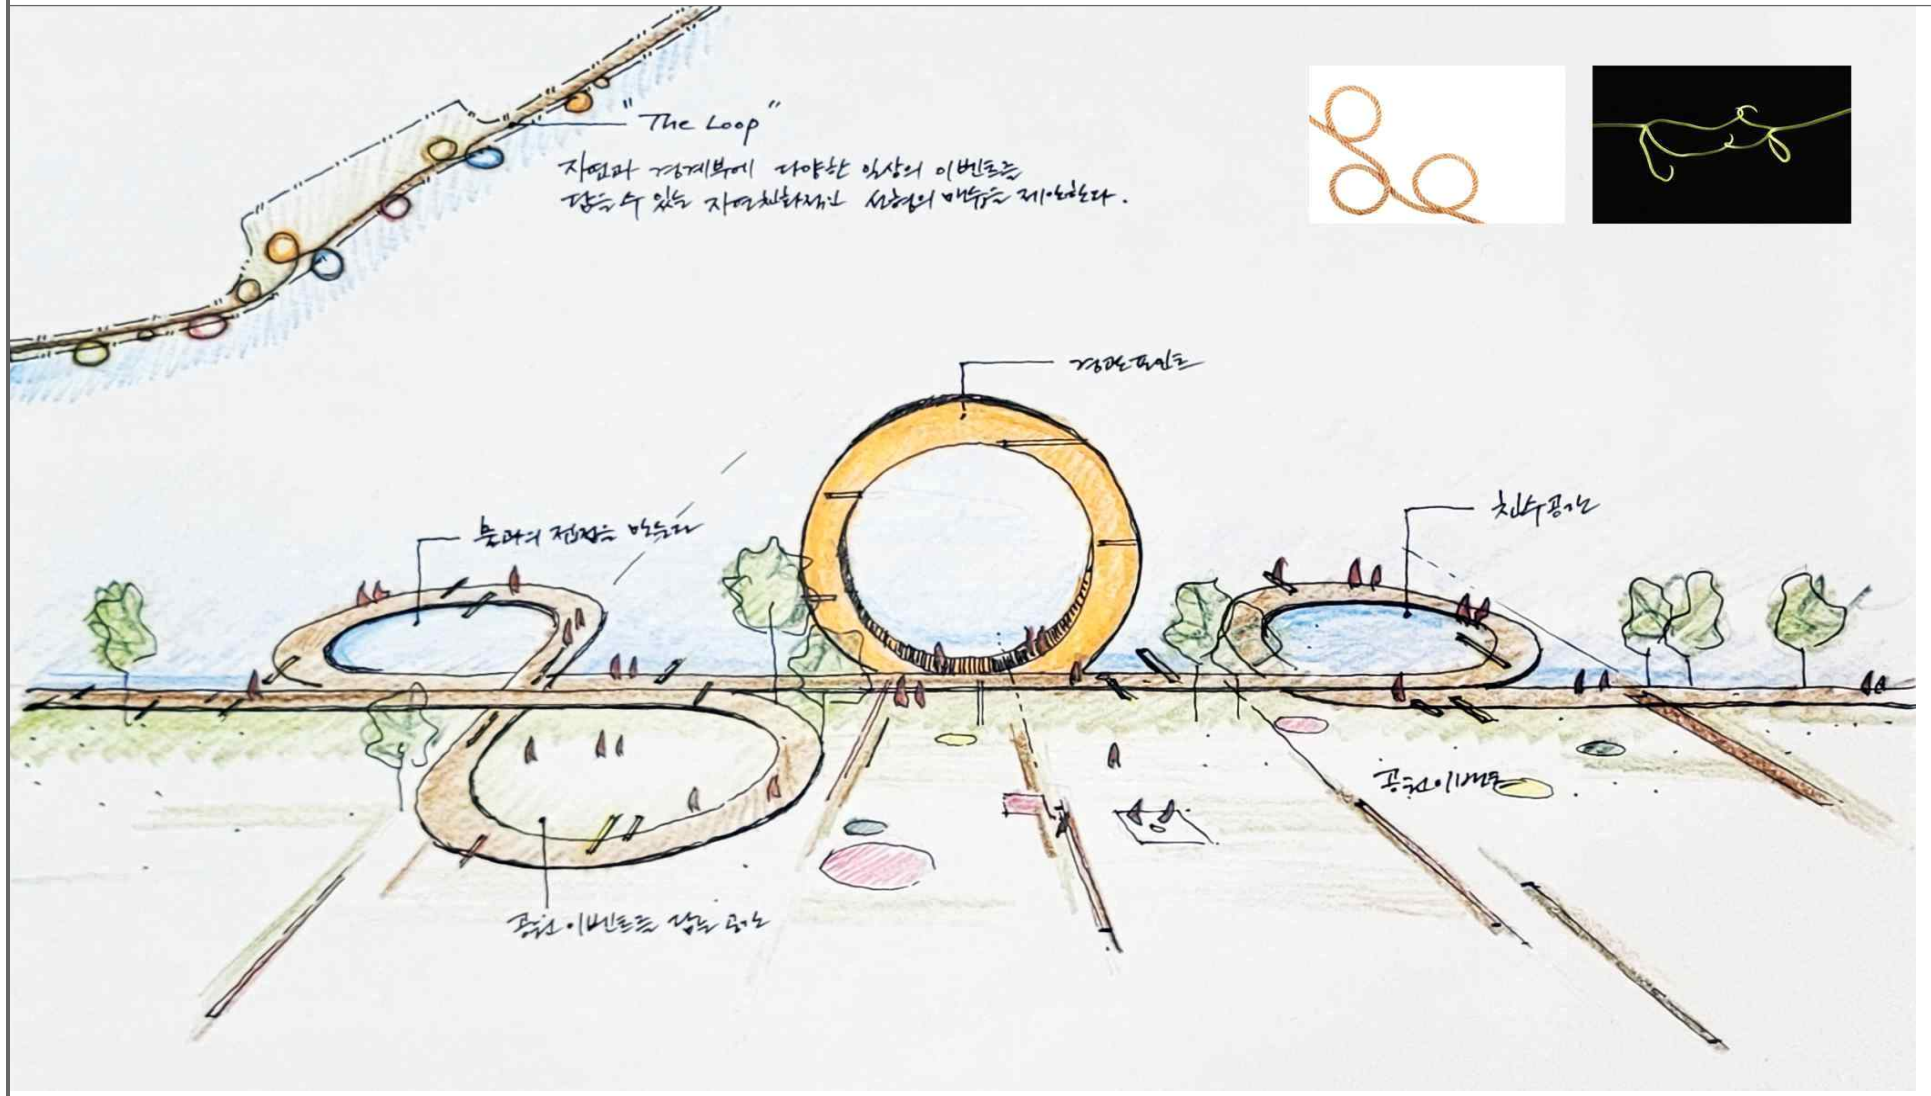 "The Loop"
자연과 경계부에 다양한 일상의 이벤트를
담을 수 있는 자연친화적인 선형의 매듭을 제안한다.
경관포인트
물과의 접점을 만든다
친수공간
공원이벤트
공원이벤트를 담는 공간